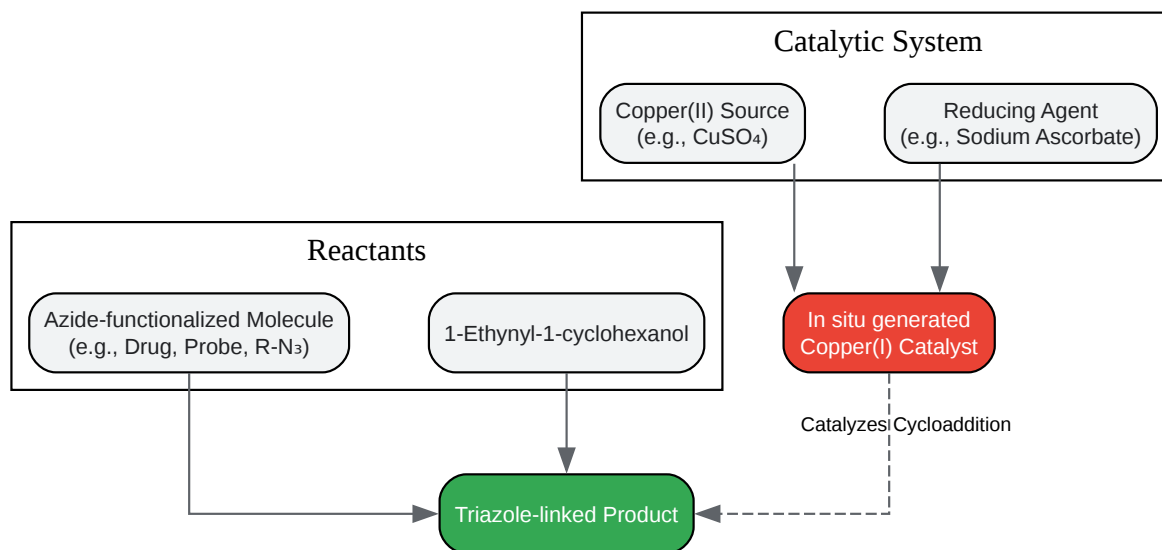 Catalytic System
Copper(II) Source
(e.g., CuSO₄)
Reducing Agent
(e.g., Sodium Ascorbate)
Reactants
Azide-functionalized Molecule
(e.g., Drug, Probe, R-N₃)
1-Ethynyl-1-cyclohexanol
In situ generated
Copper(I) Catalyst
Catalyzes Cycloaddition
Triazole-linked Product